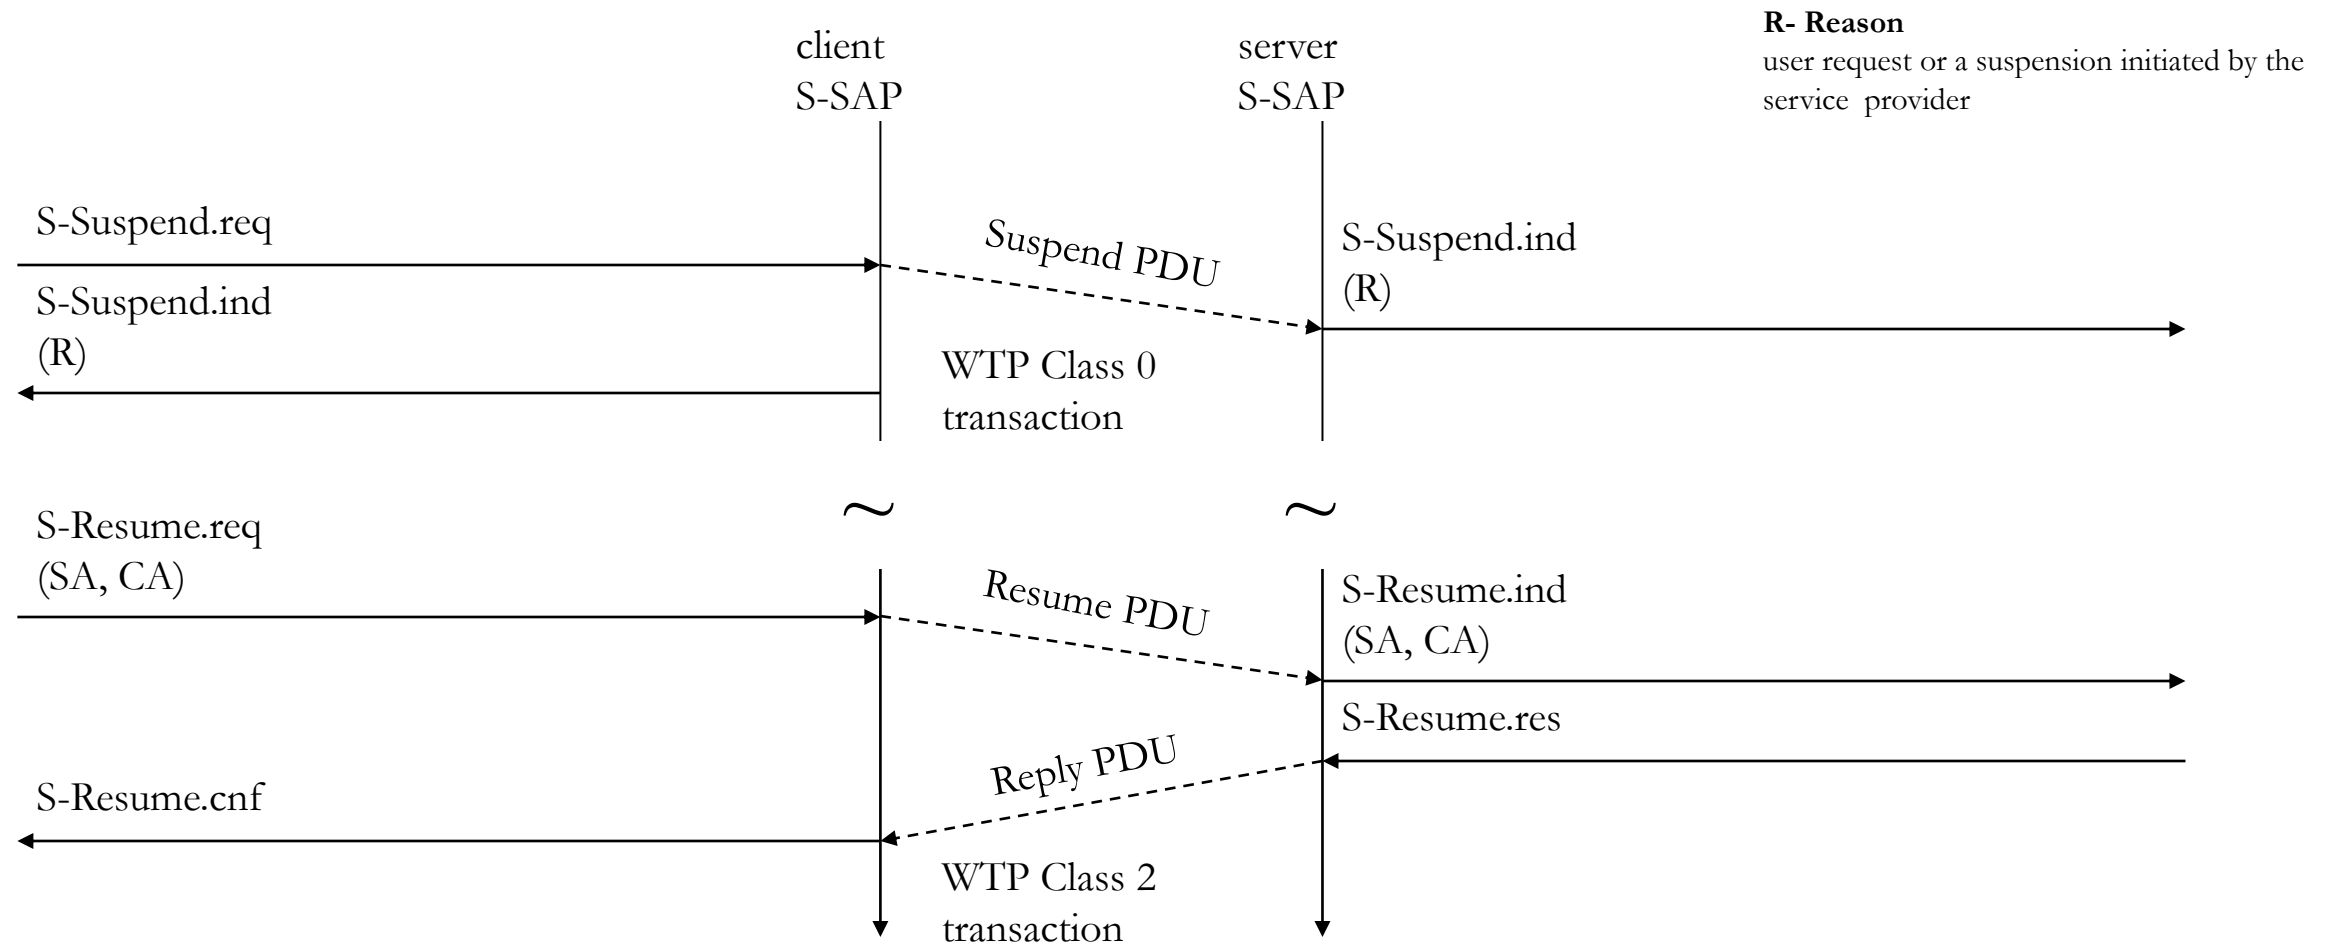 R- Reason
user request or a suspension initiated by the
service provider
client
S-SAP
server
S-SAP
S-Suspend.req
Suspend PDU
S-Suspend.ind
(R)
S-Suspend.ind
(R)
WTP Class 0
transaction
~
~
S-Resume.req
(SA, CA)
Resume PDU
S-Resume.ind
(SA, CA)
S-Resume.res
Reply PDU
S-Resume.cnf
WTP Class 2
transaction